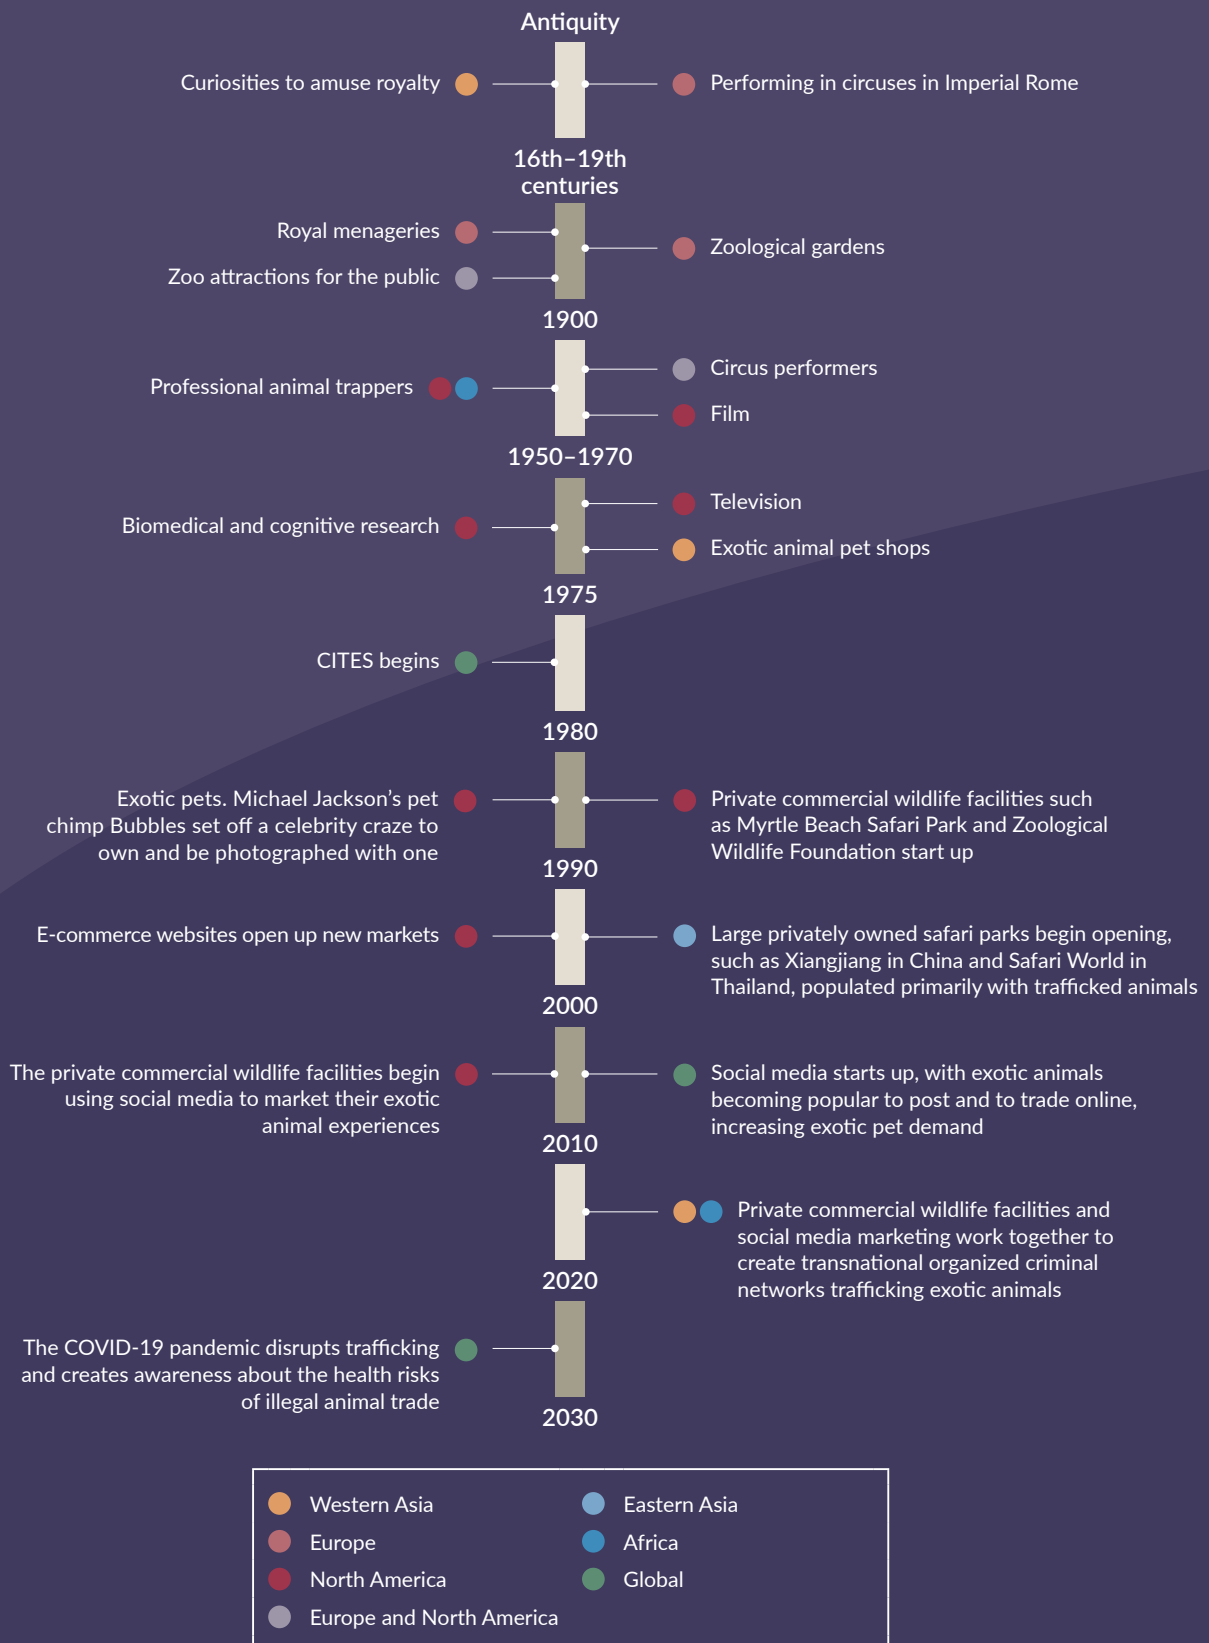 Antiquity
Curiosities to amuse royalty
Performing in circuses in Imperial Rome
16th–19th
centuries
Royal menageries
Zoological gardens
Zoo attractions for the public
1900
Circus performers
Professional animal trappers
Film
1950–1970
Television
Biomedical and cognitive research
Exotic animal pet shops
1975
CITES begins
1980
Exotic pets. Michael Jackson’s pet
chimp Bubbles set off a celebrity craze to
own and be photographed with one
Private commercial wildlife facilities such
as Myrtle Beach Safari Park and Zoological
Wildlife Foundation start up
1990
E-commerce websites open up new markets
Large privately owned safari parks begin opening,
such as Xiangjiang in China and Safari World in
Thailand, populated primarily with trafficked animals
2000
The private commercial wildlife facilities begin
using social media to market their exotic
animal experiences
Social media starts up, with exotic animals
becoming popular to post and to trade online,
increasing exotic pet demand
2010
Private commercial wildlife facilities and
social media marketing work together to
create transnational organized criminal
networks trafficking exotic animals
2020
The COVID-19 pandemic disrupts trafficking
and creates awareness about the health risks
of illegal animal trade
2030
Western Asia
Europe
North America
Europe and North America
Eastern Asia
Africa
Global